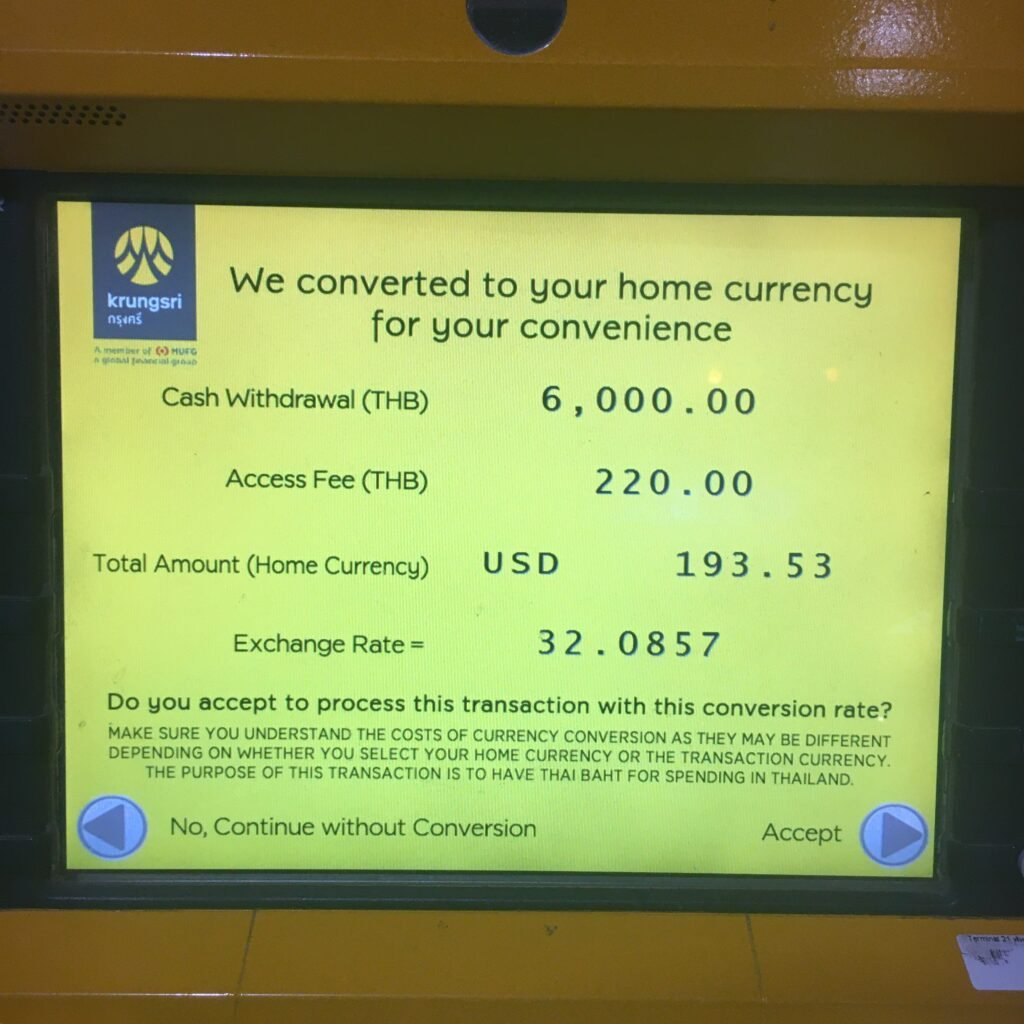 krungsri
กรุงศรี
A member of MUFG
a global financial group
We converted to your home currency
for your convenience
Cash Withdrawal (THB) 6,000.00
Access Fee (THB) 220.00
Total Amount (Home Currency) USD 193.53
Exchange Rate = 32.0857
Do you accept to process this transaction with this conversion rate?
MAKE SURE YOU UNDERSTAND THE COSTS OF CURRENCY CONVERSION AS THEY MAY BE DIFFERENT
DEPENDING ON WHETHER YOU SELECT YOUR HOME CURRENCY OR THE TRANSACTION CURRENCY.
THE PURPOSE OF THIS TRANSACTION IS TO HAVE THAI BAHT FOR SPENDING IN THAILAND.
No, Continue without Conversion Accept
Terminal 21